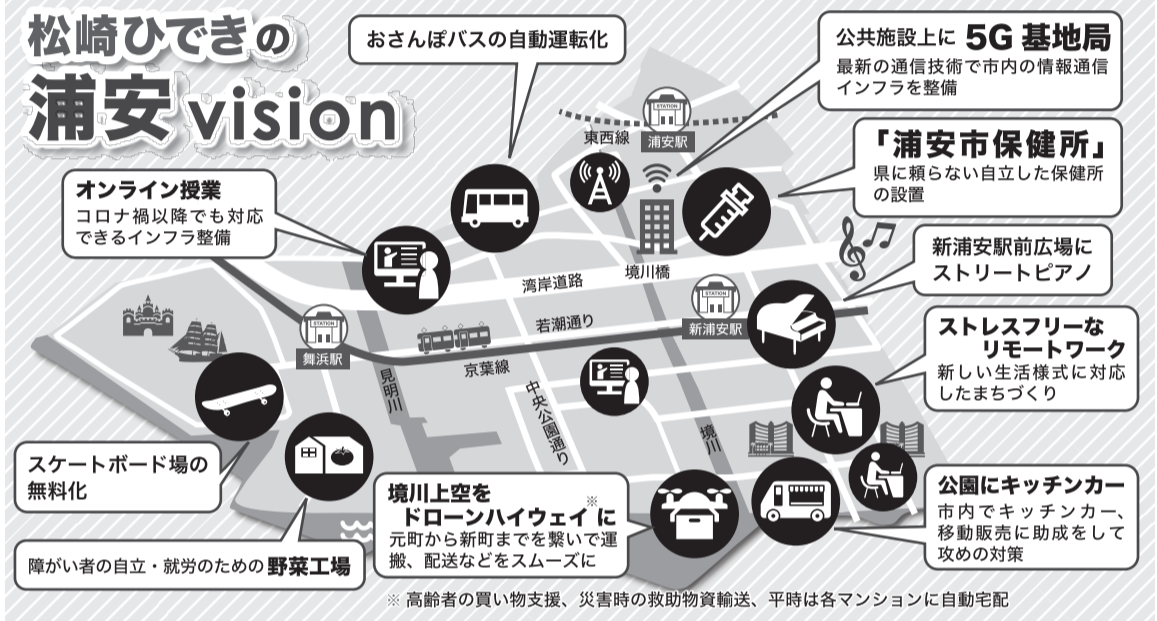 松崎ひできの
浦安 vision
おさんぽバスの自動運転化
公共施設上に 5G 基地局
最新の通信技術で市内の情報通信
インフラを整備
「浦安市保健所」
県に頼らない自立した保健所
の設置
オンライン授業
コロナ禍以降でも対応
できるインフラ整備
STATION
東西線
浦安駅
境川橋
新浦安駅前広場に
ストリートピアノ
湾岸道路
若潮通り
STATION
新浦安駅
STATION
舞浜駅
京葉線
見明川
中央公園通り
境川
ストレスフリーな
リモートワーク
新しい生活様式に対応
したまちづくり
スケートボード場の
無料化
障がい者の自立・就労のための 野菜工場
境川上空を
ドローンハイウェイ※に
元町から新町までを繋いで運
搬、配送などをスムーズに
公園にキッチンカー
市内でキッチンカー、
移動販売に助成をして
攻めの対策
※ 高齢者の買い物支援、災害時の救助物資輸送、平時は各マンションに自動宅配